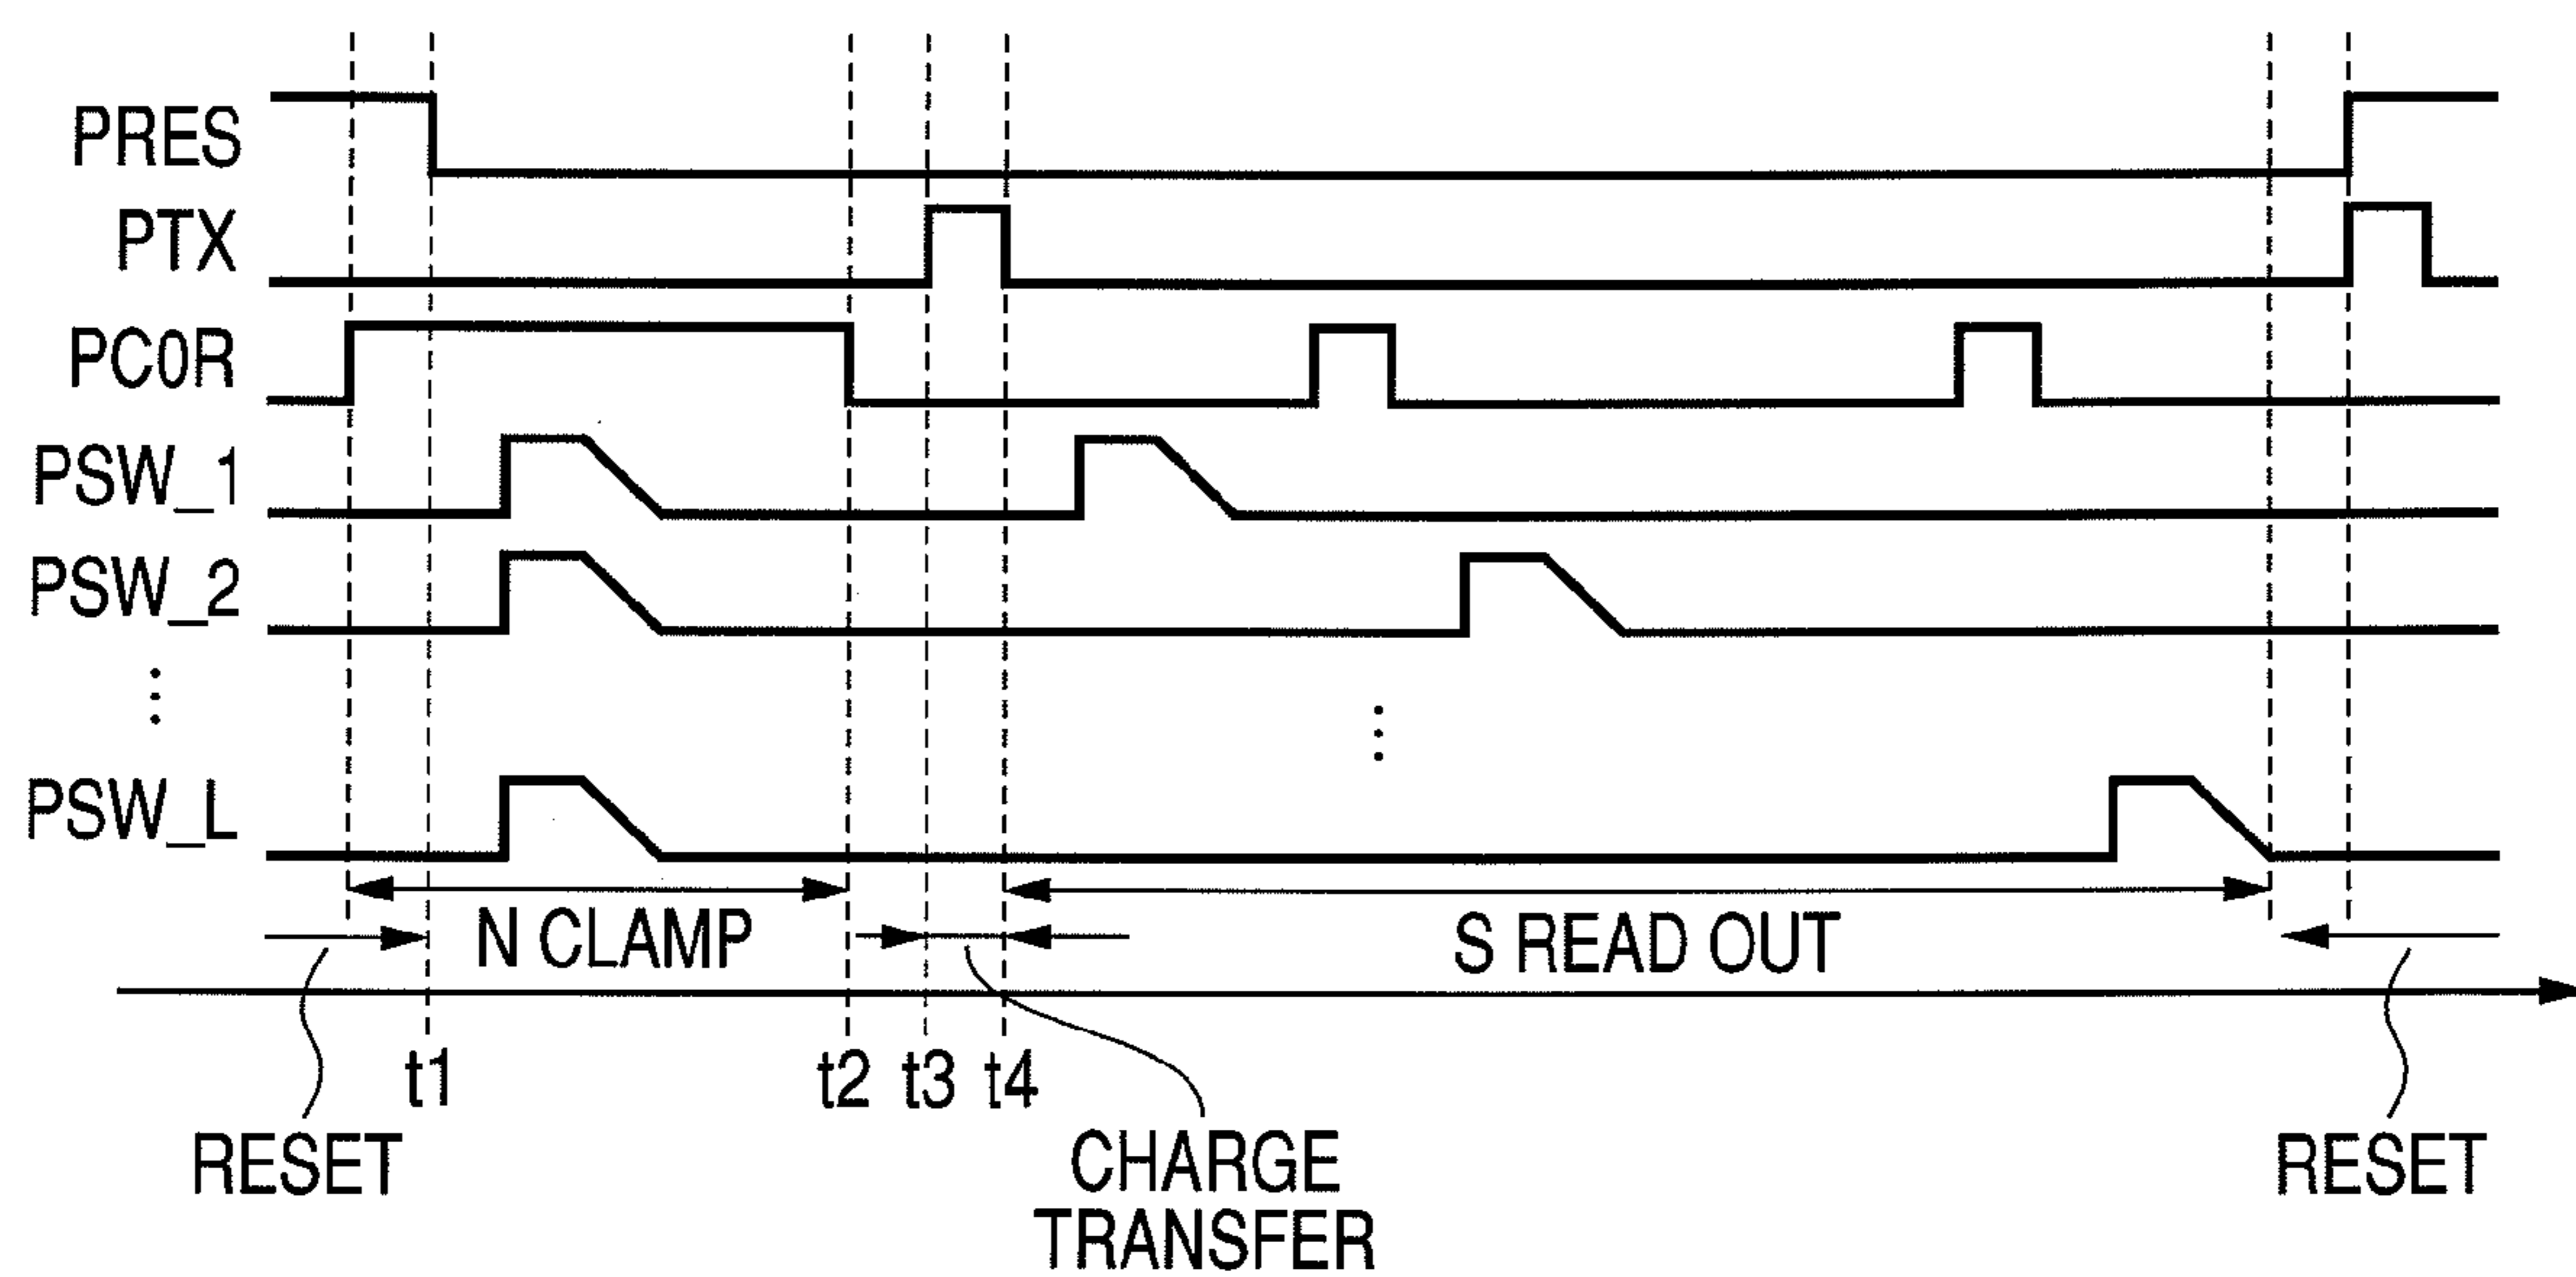 PRES
PTX
PC0R
PSW_1
PSW_2
PSW_L
N CLAMP
S READ OUT
t1
t2
t3
t4
RESET
CHARGE
TRANSFER
RESET